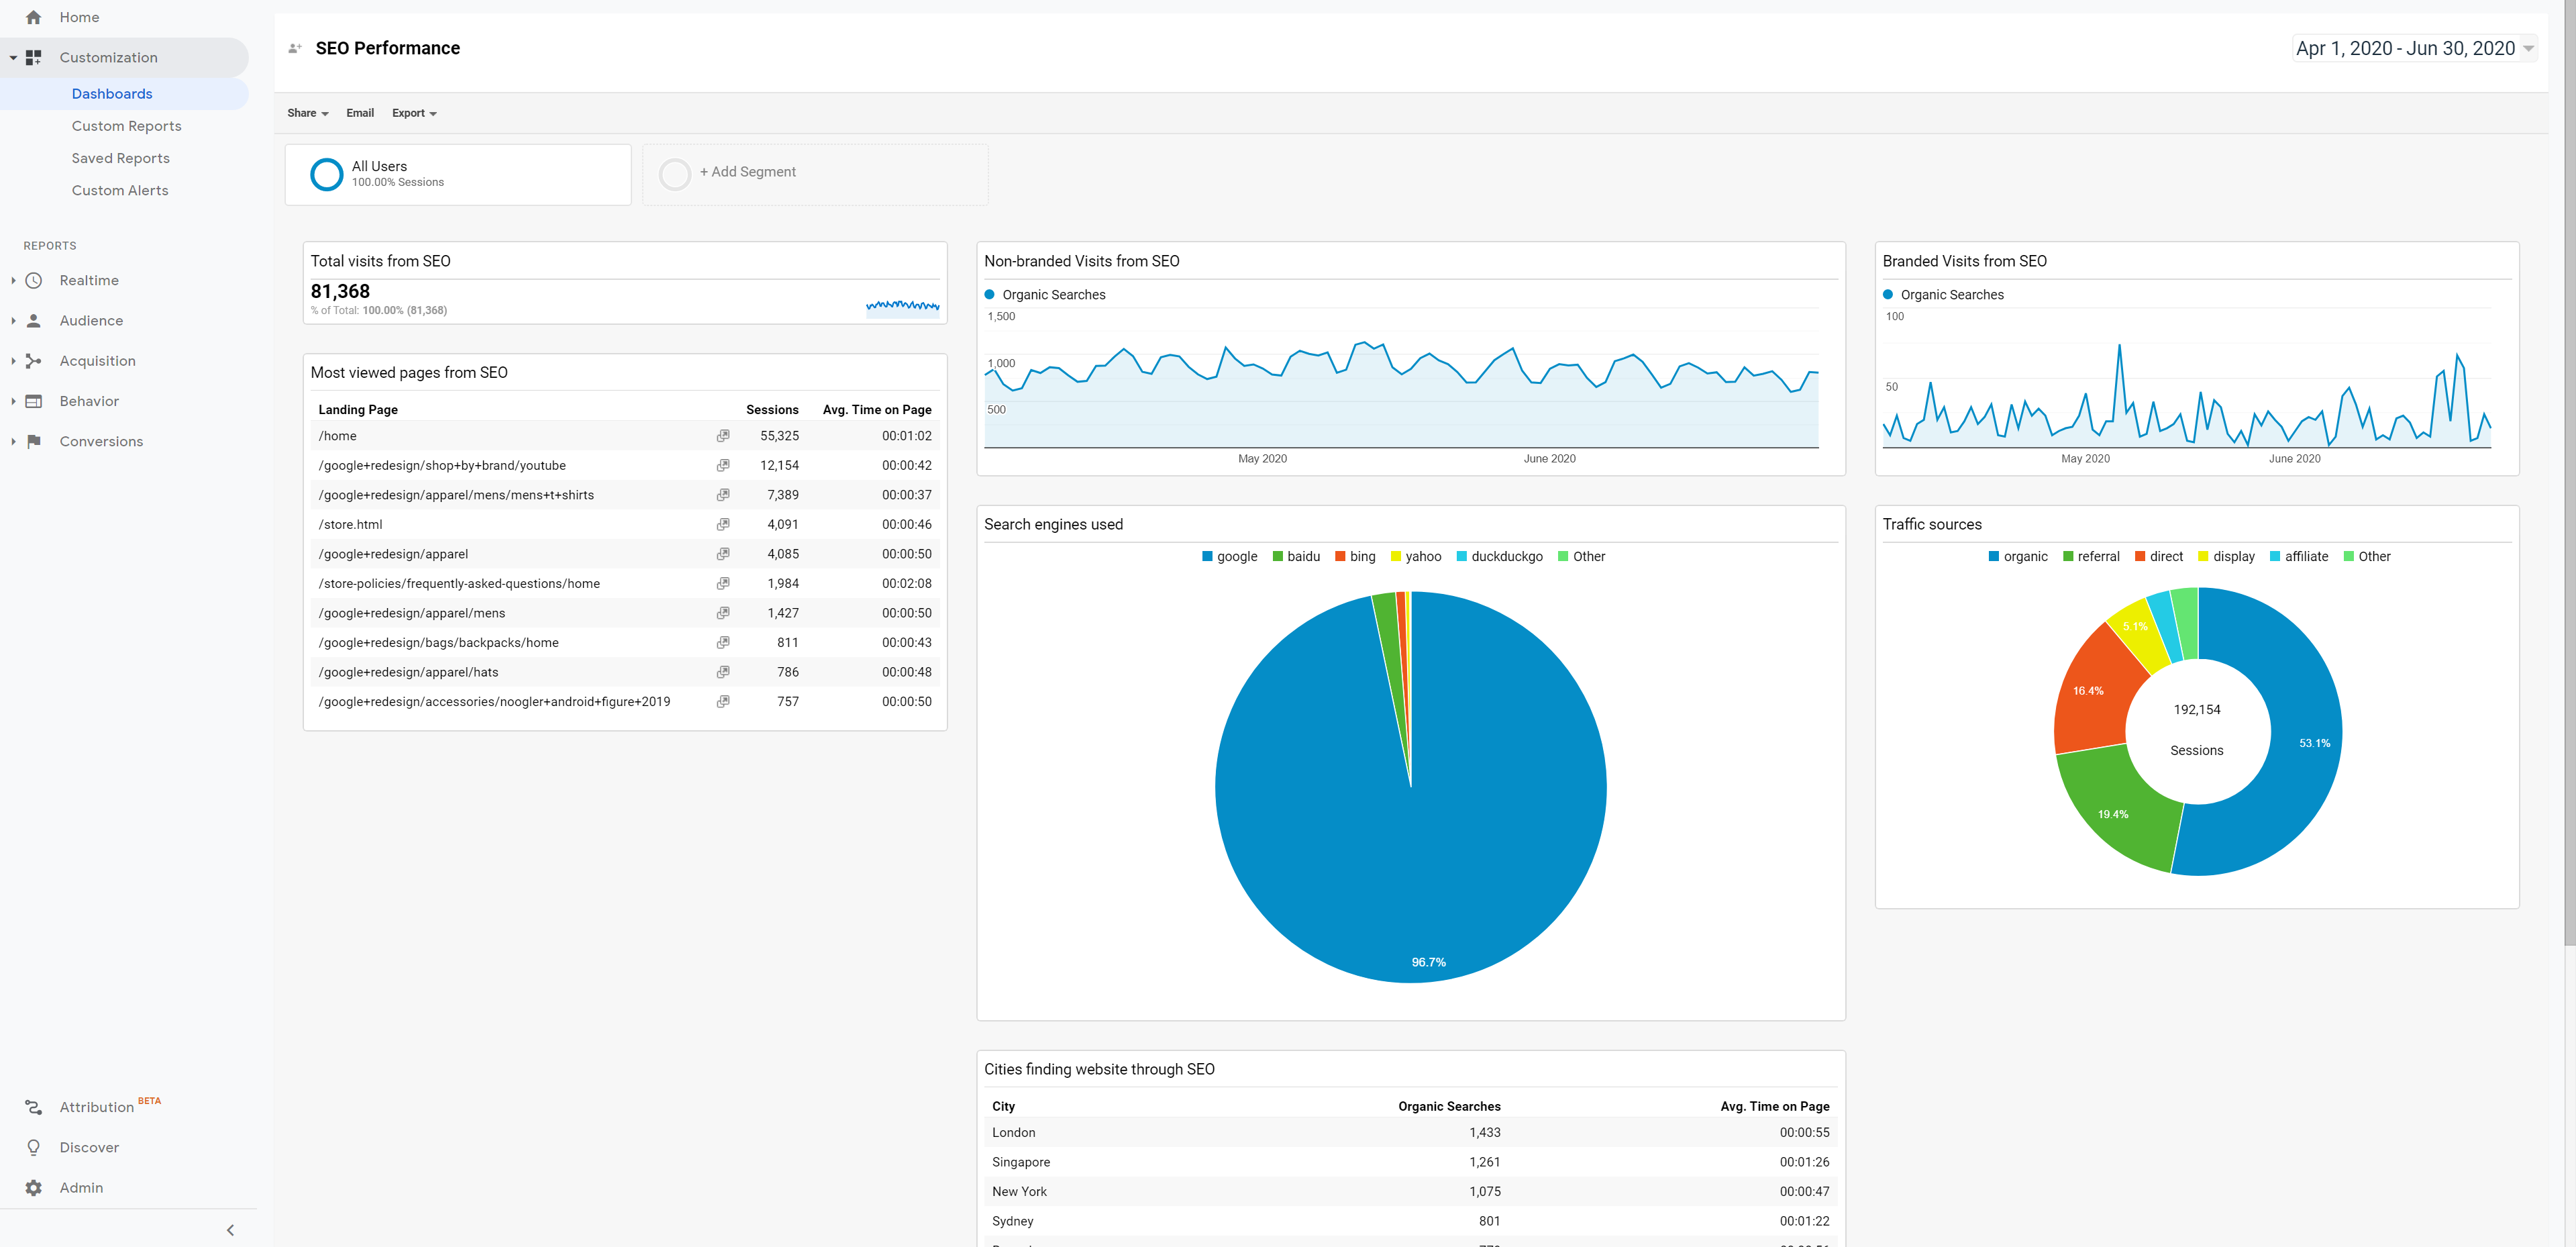 Home
Customization
Dashboards
Custom Reports
Saved Reports
Custom Alerts
REPORTS
Realtime
Audience
Acquisition
Behavior
Conversions
Attribution BETA
Discover
Admin
SEO Performance
Apr 1, 2020 - Jun 30, 2020
Share Email Export
All Users
100.00% Sessions
+ Add Segment
Total visits from SEO
81,368
% of Total: 100.00% (81,368)
Most viewed pages from SEO
Landing Page Sessions Avg. Time on Page
/home 55,325 00:01:02
/google+redesign/shop+by+brand/youtube 12,154 00:00:42
/google+redesign/apparel/mens/mens+t+shirts 7,389 00:00:37
/store.html 4,091 00:00:46
/google+redesign/apparel 4,085 00:00:50
/store-policies/frequently-asked-questions/home 1,984 00:02:08
/google+redesign/apparel/mens 1,427 00:00:50
/google+redesign/bags/backpacks/home 811 00:00:43
/google+redesign/apparel/hats 786 00:00:48
/google+redesign/accessories/noogler+android+figure+2019 757 00:00:50
Non-branded Visits from SEO
Organic Searches
1,500
1,000
500
May 2020 June 2020
Search engines used
google baidu bing yahoo duckduckgo Other
96.7%
Cities finding website through SEO
City Organic Searches Avg. Time on Page
London 1,433 00:00:55
Singapore 1,261 00:01:26
New York 1,075 00:00:47
Sydney 801 00:01:22
Branded Visits from SEO
Organic Searches
100
50
May 2020 June 2020
Traffic sources
organic referral direct display affiliate Other
5.1%
16.4%
192,154
Sessions
53.1%
19.4%